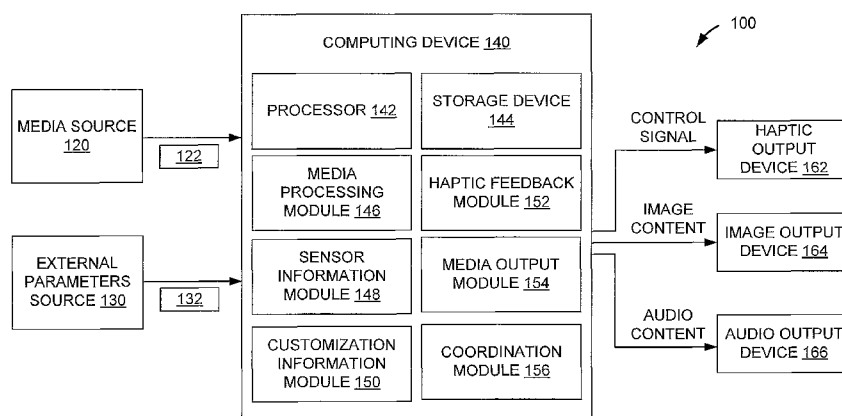 100
COMPUTING DEVICE 140
PROCESSOR 142
STORAGE DEVICE
144
MEDIA
PROCESSING
MODULE 146
HAPTIC FEEDBACK
MODULE 152
SENSOR
INFORMATION
MODULE 148
MEDIA OUTPUT
MODULE 154
CUSTOMIZATION
INFORMATION
MODULE 150
COORDINATION
MODULE 156
MEDIA SOURCE
120
122
EXTERNAL
PARAMETERS
SOURCE 130
132
CONTROL
SIGNAL
HAPTIC
OUTPUT
DEVICE 162
IMAGE
CONTENT
IMAGE OUTPUT
DEVICE 164
AUDIO
CONTENT
AUDIO OUTPUT
DEVICE 166